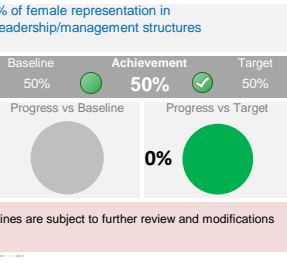 % of female representation in
leadership/management structures
Baseline Achievement Target
50% 50% 50%
Progress vs Baseline Progress vs Target
0%
ines are subject to further review and modifications